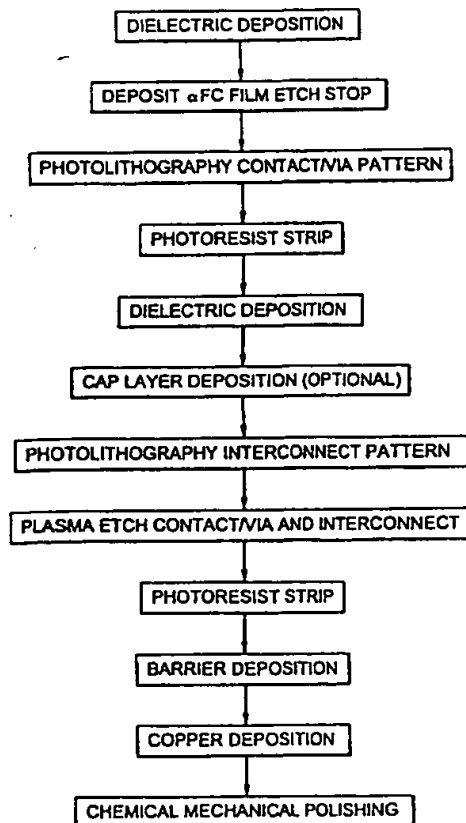 DIELECTRIC DEPOSITION
DEPOSIT αFC FILM ETCH STOP
PHOTOLITHOGRAPHY CONTACT/VIA PATTERN
PHOTORESIST STRIP
DIELECTRIC DEPOSITION
CAP LAYER DEPOSITION (OPTIONAL)
PHOTOLITHOGRAPHY INTERCONNECT PATTERN
PLASMA ETCH CONTACT/VIA AND INTERCONNECT
PHOTORESIST STRIP
BARRIER DEPOSITION
COPPER DEPOSITION
CHEMICAL MECHANICAL POLISHING